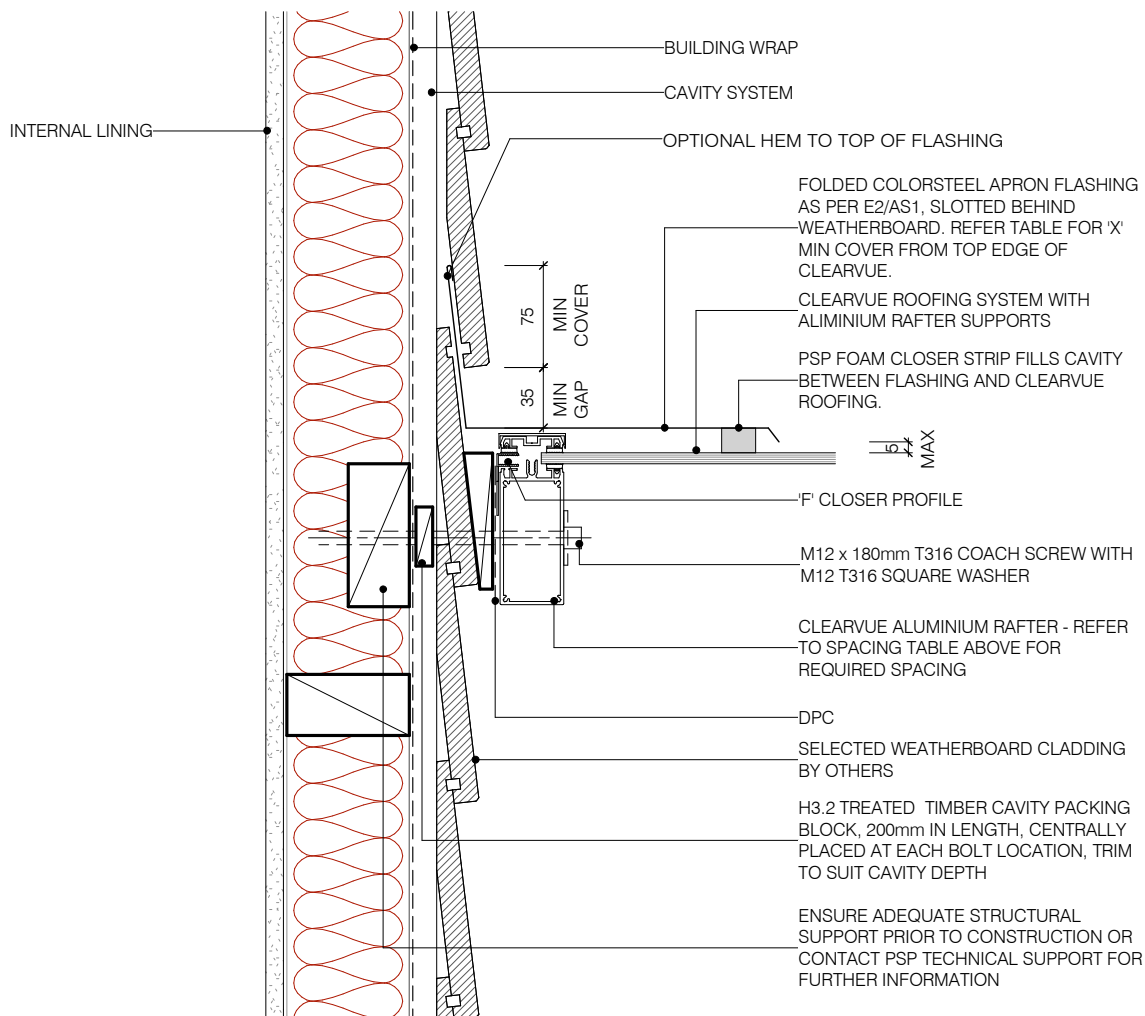 BUILDING WRAP
CAVITY SYSTEM
INTERNAL LINING
OPTIONAL HEM TO TOP OF FLASHING
FOLDED COLORSTEEL APRON FLASHING
AS PER E2/AS1, SLOTTED BEHIND
WEATHERBOARD. REFER TABLE FOR 'X'
MIN COVER FROM TOP EDGE OF
CLEARVUE.
75
MIN
COVER
CLEARVUE ROOFING SYSTEM WITH
ALIMINIUM RAFTER SUPPORTS
PSP FOAM CLOSER STRIP FILLS CAVITY
BETWEEN FLASHING AND CLEARVUE
ROOFING.
35
MIN
GAP
5
MAX
'F' CLOSER PROFILE
M12 x 180mm T316 COACH SCREW WITH
M12 T316 SQUARE WASHER
CLEARVUE ALUMINIUM RAFTER - REFER
TO SPACING TABLE ABOVE FOR
REQUIRED SPACING
DPC
SELECTED WEATHERBOARD CLADDING
BY OTHERS
H3.2 TREATED TIMBER CAVITY PACKING
BLOCK, 200mm IN LENGTH, CENTRALLY
PLACED AT EACH BOLT LOCATION, TRIM
TO SUIT CAVITY DEPTH
ENSURE ADEQUATE STRUCTURAL
SUPPORT PRIOR TO CONSTRUCTION OR
CONTACT PSP TECHNICAL SUPPORT FOR
FURTHER INFORMATION